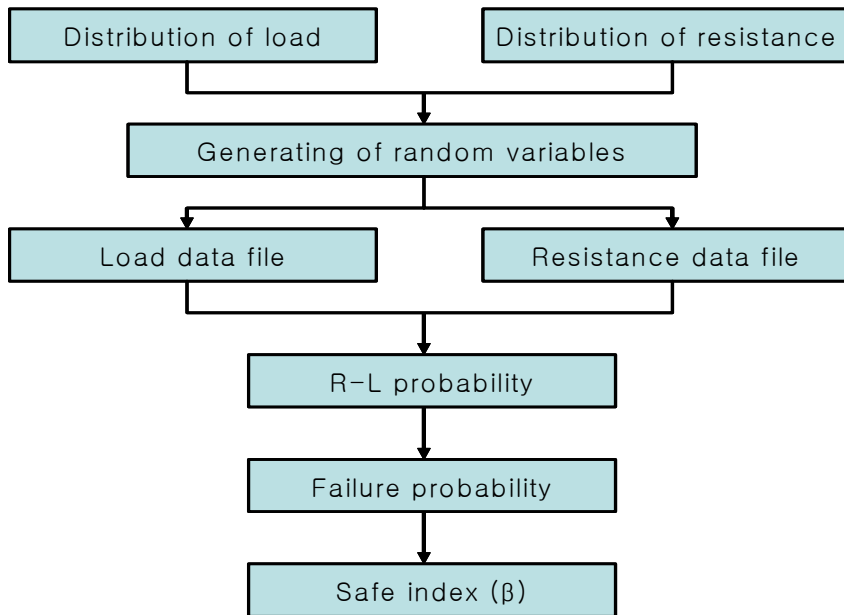 Distribution of load
Distribution of resistance
Generating of random variables
Load data file
Resistance data file
R-L probability
Failure probability
Safe index (β)